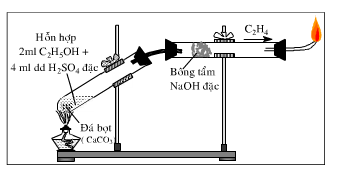 Hỗn hợp
2ml C₂H₅OH +
4 ml dd H₂SO₄ đặc
C₂H₄
Bông tẩm
NaOH đặc
Đá bọt
(CaCO₃)